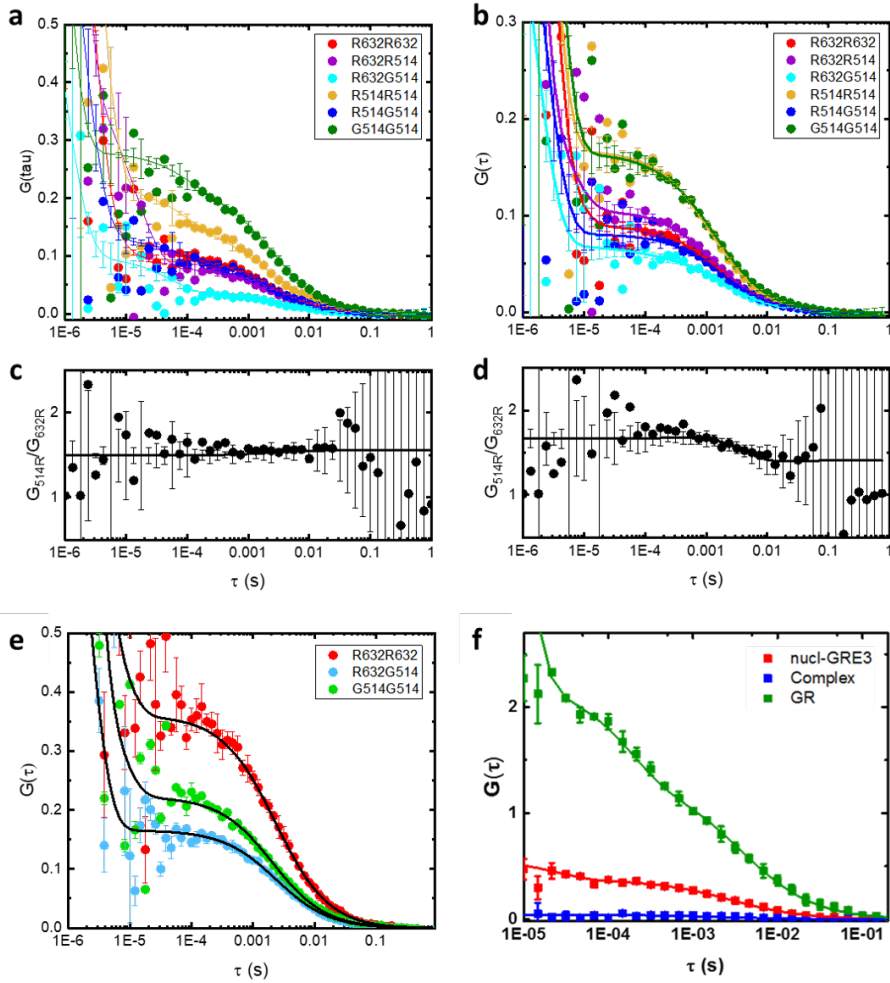 a
b
0.5
0.4
0.3
0.2
0.1
0.0
G(tau)
R632R632
R632R514
R632G514
R514R514
R514G514
G514G514
1E-6 1E-5 1E-4 0.001 0.01 0.1 1
0.3
0.2
0.1
0.0
G(τ)
R632R632
R632R514
R632G514
R514R514
R514G514
G514G514
1E-6 1E-5 1E-4 0.001 0.01 0.1 1
c
d
2
1
G514R/G632R
1E-6 1E-5 1E-4 0.001 0.01 0.1 1
τ (s)
2
1
G514R/G632R
1E-6 1E-5 1E-4 0.001 0.01 0.1 1
τ (s)
e
f
0.5
0.4
0.3
0.2
0.1
0.0
G(τ)
R632R632
R632G514
G514G514
1E-6 1E-5 1E-4 0.001 0.01 0.1
τ (s)
2
1
0
G(τ)
nucl-GRE3
Complex
GR
1E-05 1E-04 1E-03 1E-02 1E-01
τ (s)